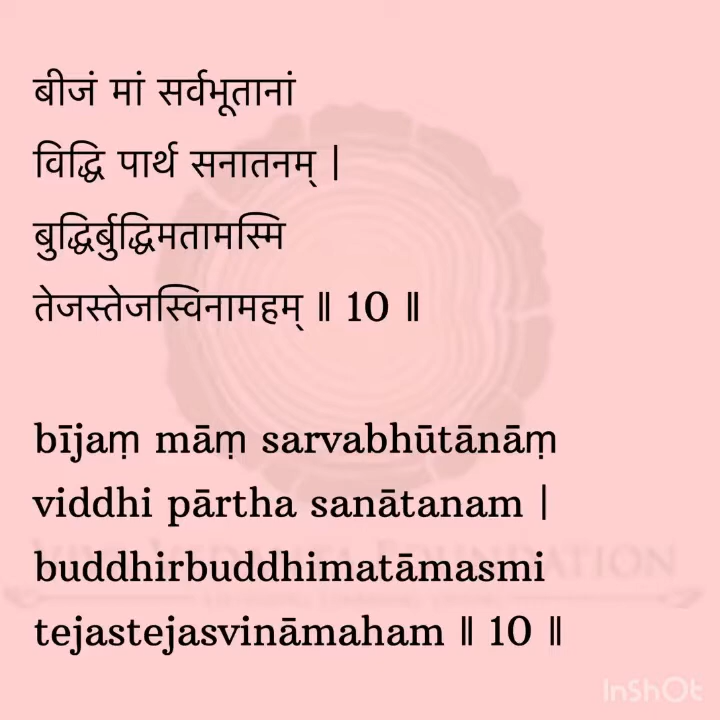 बीजं मां सर्वभूतानां
विद्धि पार्थ सनातनम् |
बुद्धिर्बुद्धिमतामस्मि
तेजस्तेजस्विनामहम् || 10 ||
bījaṃ māṃ sarvabhūtānāṃ
viddhi pārtha sanātanam |
buddhirbuddhimatāmasmi
tejastejasvināmaham || 10 ||
InShOt